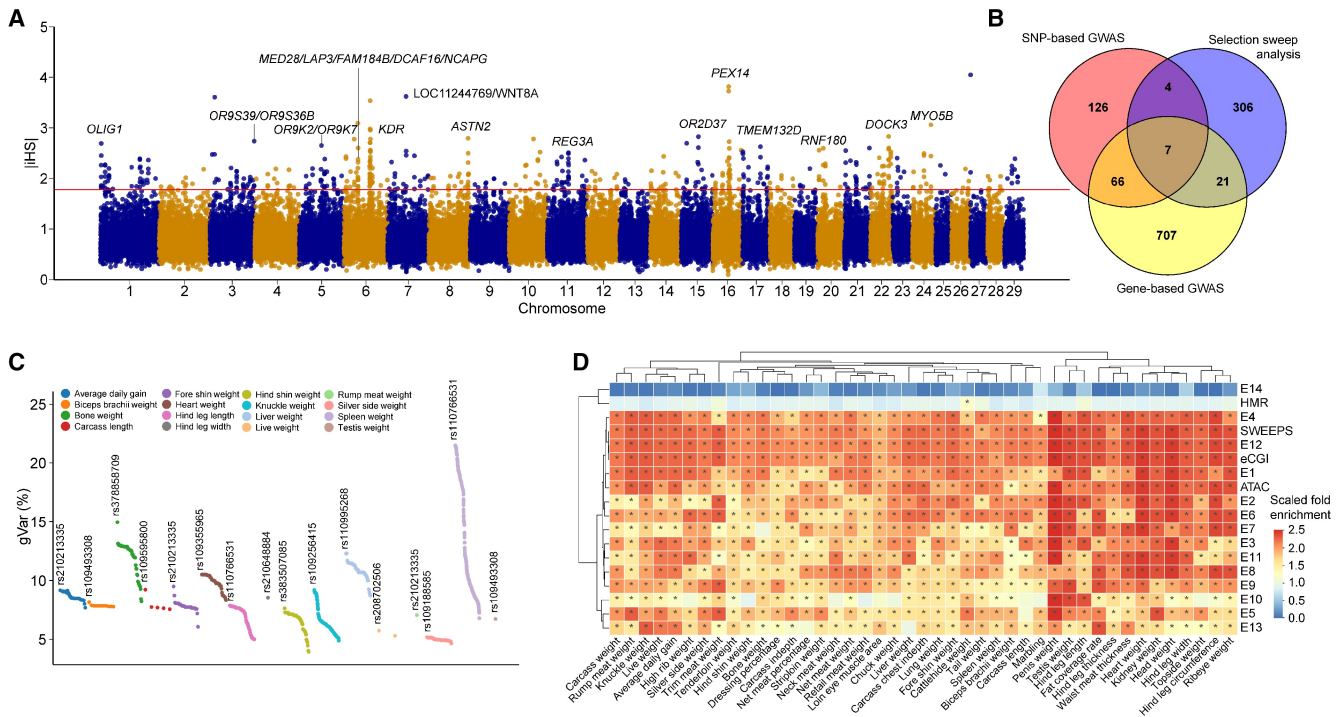 A
5
4
3
2
1
0
|iHS|
OLIG1
OR9S39/OR9S36B
MED28/LAP3/FAM184B/DCAF16/NCAPG
OR9K2/OR9K7
KDR
LOC11244769/WNT8A
ASTN2
REG3A
OR2D37
PEX14
TMEM132D
RNF180
DOCK3
MYO5B
1 2 3 4 5 6 7 8 9 10 11 12 13 14 15 16 17 18 19 20 21 22 23 24 25 26 27 28 29
Chromosome
B
SNP-based GWAS
Selection sweep
analysis
126
4
306
7
66
21
707
Gene-based GWAS
C
Average daily gain
Biceps brachii weight
Bone weight
Carcass length
Fore shin weight
Heart weight
Hind leg length
Hind leg width
Hind shin weight
Knuckle weight
Liver weight
Live weight
Rump meat weight
Silver side weight
Spleen weight
Testis weight
25
20
15
10
5
gVar (%)
rs210213335
rs109493308
rs378858709
rs109595800
rs210213335
rs109355965
rs110766531
rs210648884
rs383507085
rs109256415
rs110995268
rs208702506
rs210213335
rs109188585
rs110766531
rs109493308
D
E14
HMR
E4
SWEEPS
E12
eCGI
E1
ATAC
E2
E6
E7
E3
E11
E8
E9
E10
E5
E13
Scaled fold
enrichment
2.5
2.0
1.5
1.0
0.5
0.0
Carcass weight
Rump meat weight
Knuckle weight
Live weight
Average daily gain
High rib weight
Silver side weight
Trim meat weight
Tenderloin weight
Hind shin weight
Bone weight
Dressing percentage
Carcass indepth
Net meat percentage
Striploin weight
Neck meat weight
Net meat weight
Retail meat weight
Loin eye muscle area
Chuck weight
Liver weight
Carcass chest indepth
Lung weight
Fore shin weight
Cattlehide weight
Tail weight
Spleen weight
Biceps brachii weight
Carcass length
Marbling
Penis weight
Testis weight
Hind leg length
Fat coverage rate
Hind leg thickness
Waist meat thickness
Heart weight
Kidney weight
Head weight
Hind leg width
Topside weight
Hind leg circumference
Ribeye weight